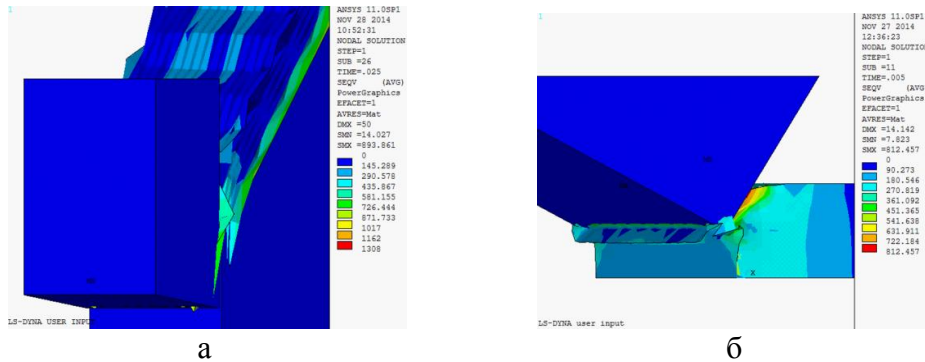 1
ANSYS 11.0SP1
NOV 28 2014
10:52:31
NODAL SOLUTION
STEP=1
SUB =26
TIME=.025
SEQV (AVG)
PowerGraphics
EFACET=1
AVRES=Mat
DMX =50
SMN =14.027
SMX =893.861
0
145.289
290.578
435.867
581.155
726.444
871.733
1017
1162
1308
LS-DYNA USER INPU
а
1
ANSYS 11.0SP1
NOV 27 2014
12:36:23
NODAL SOLUTION
STEP=1
SUB =11
TIME=.005
SEQV (AVG
PowerGraphics
EFACET=1
AVRES=Mat
DMX =14.142
SMN =7.823
SMX =812.457
0
90.273
180.546
270.819
361.092
451.365
541.638
631.911
722.184
812.457
X
LS-DYNA user input
б